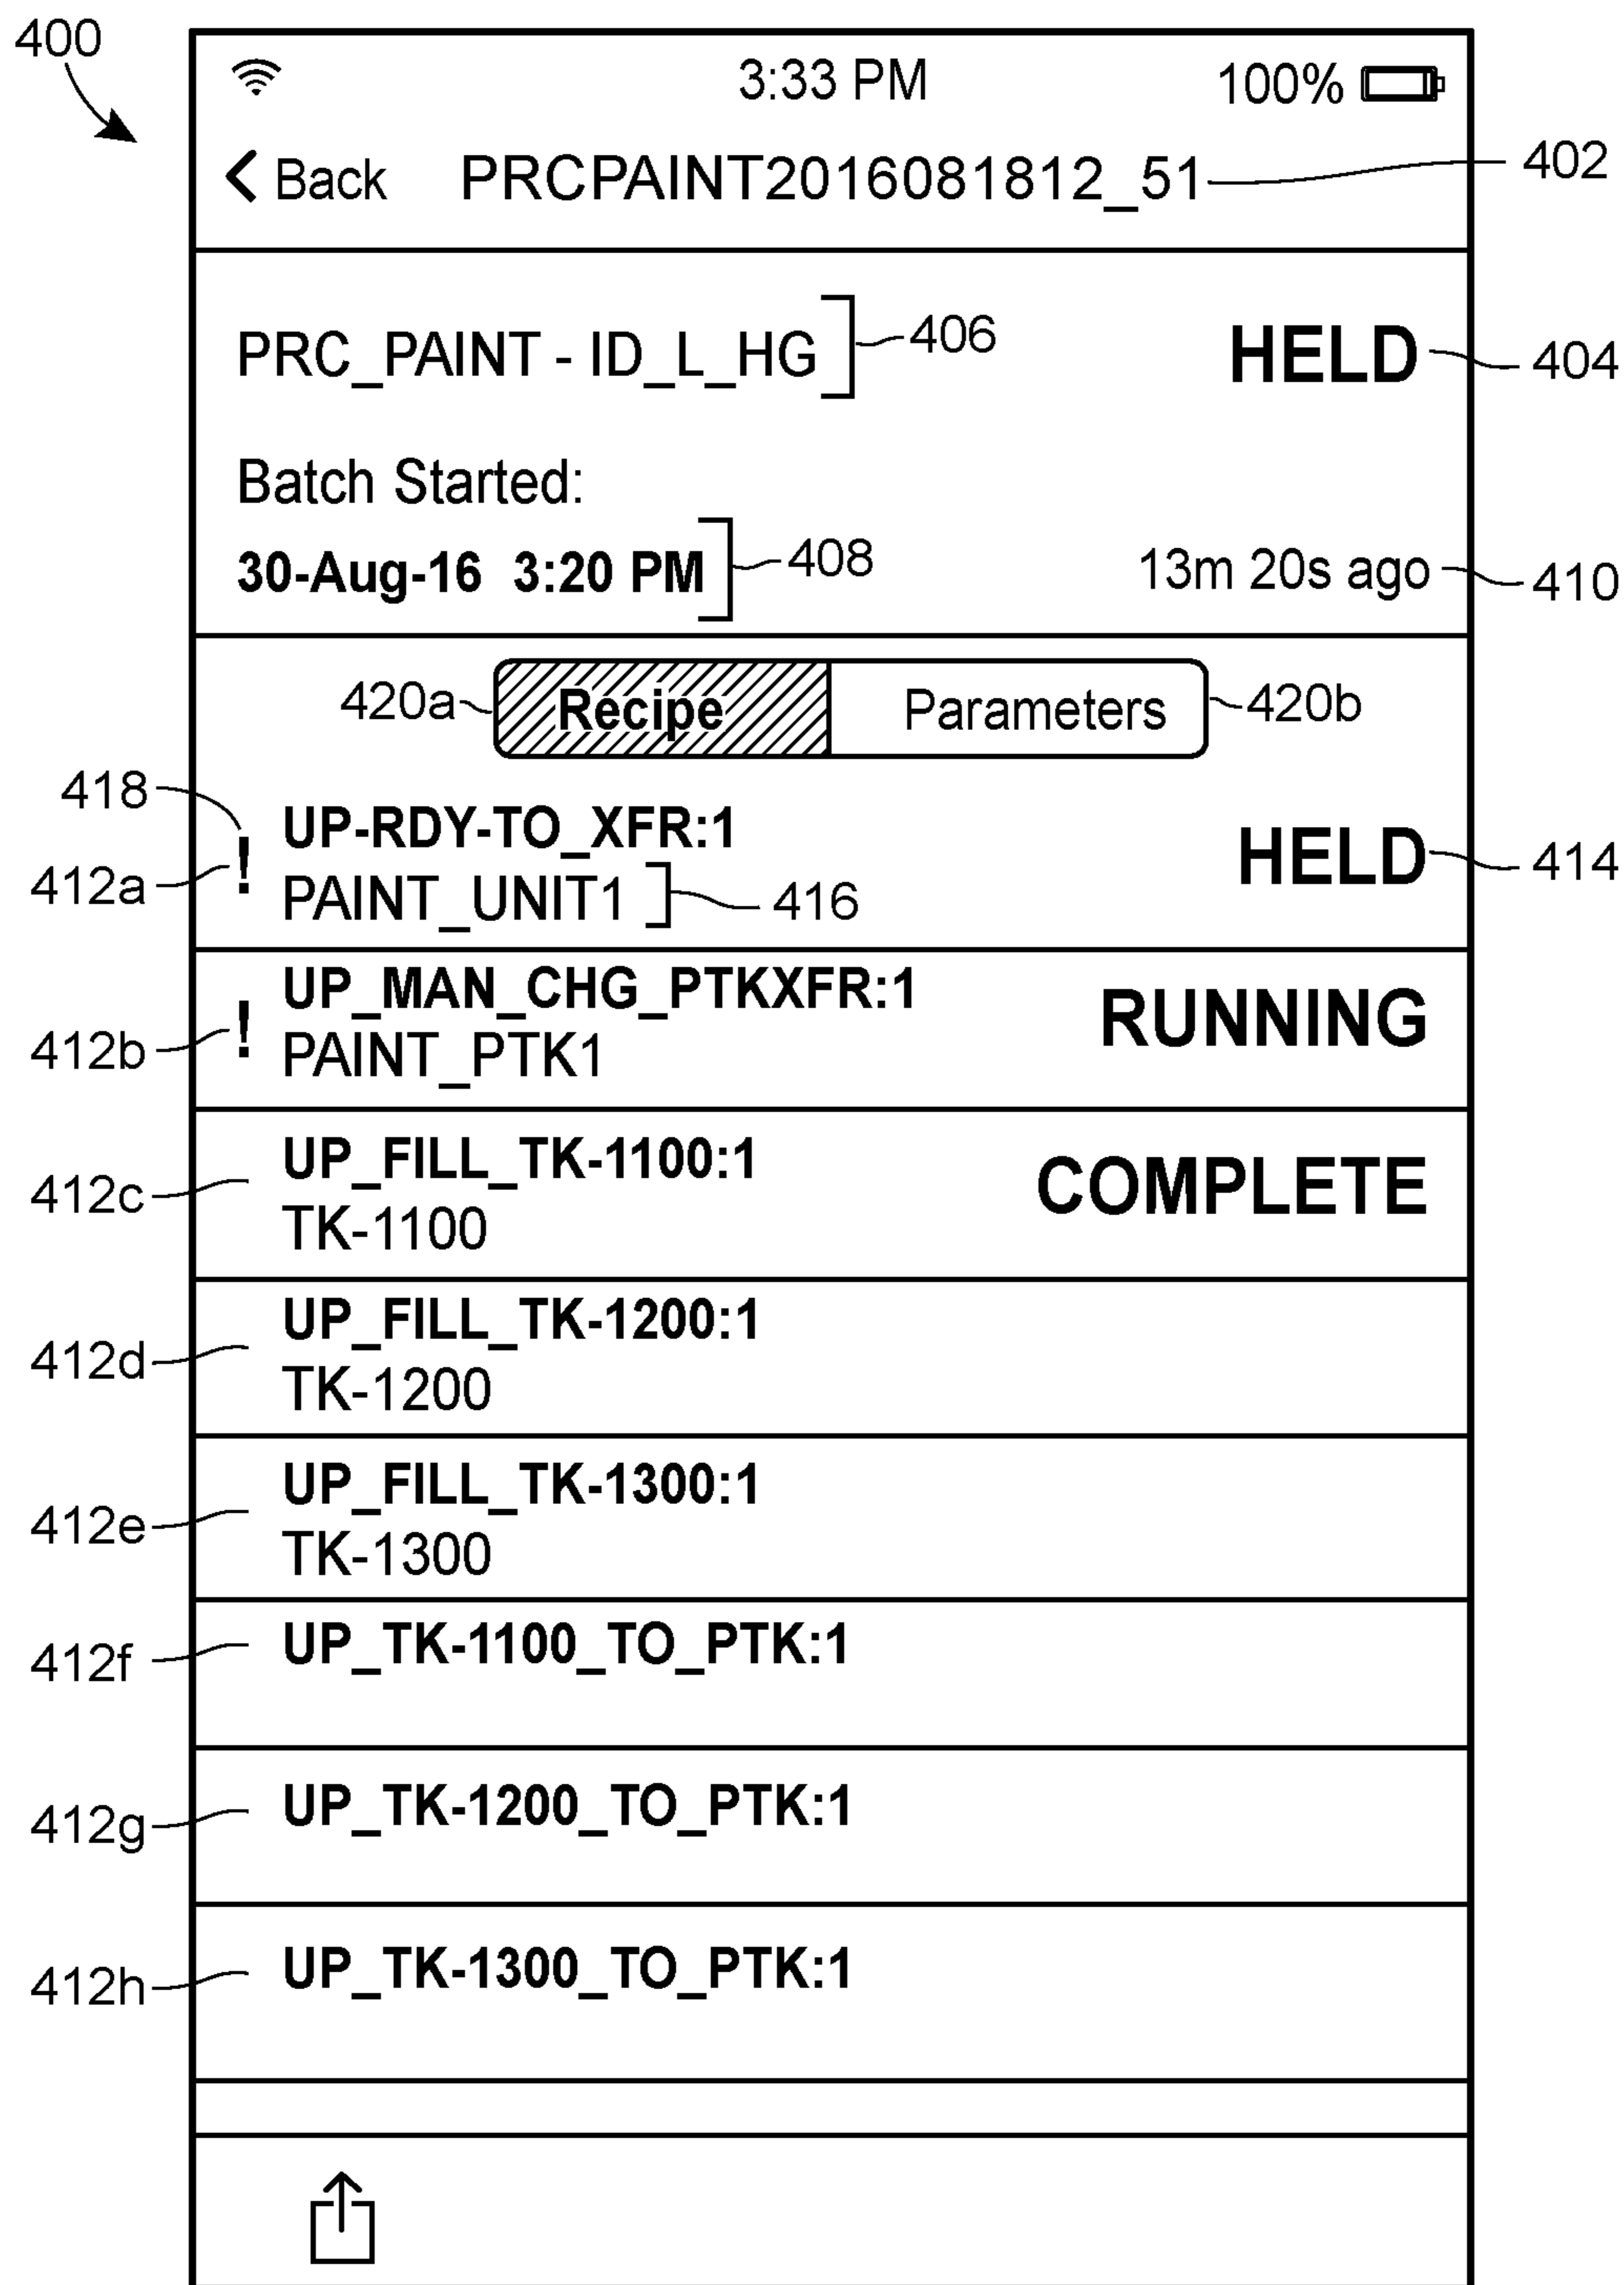 400
3:33 PM 100%
Back PRCPAINT2016081812_51 402
PRC_PAINT - ID_L_HG 406 HELD 404
Batch Started:
30-Aug-16 3:20 PM 408 13m 20s ago 410
420a Recipe Parameters 420b
418
412a ! UP-RDY-TO_XFR:1 HELD 414
PAINT_UNIT1 416
412b ! UP_MAN_CHG_PTKXFR:1 RUNNING
PAINT_PTK1
412c UP_FILL_TK-1100:1 COMPLETE
TK-1100
412d UP_FILL_TK-1200:1
TK-1200
412e UP_FILL_TK-1300:1
TK-1300
412f UP_TK-1100_TO_PTK:1
412g UP_TK-1200_TO_PTK:1
412h UP_TK-1300_TO_PTK:1